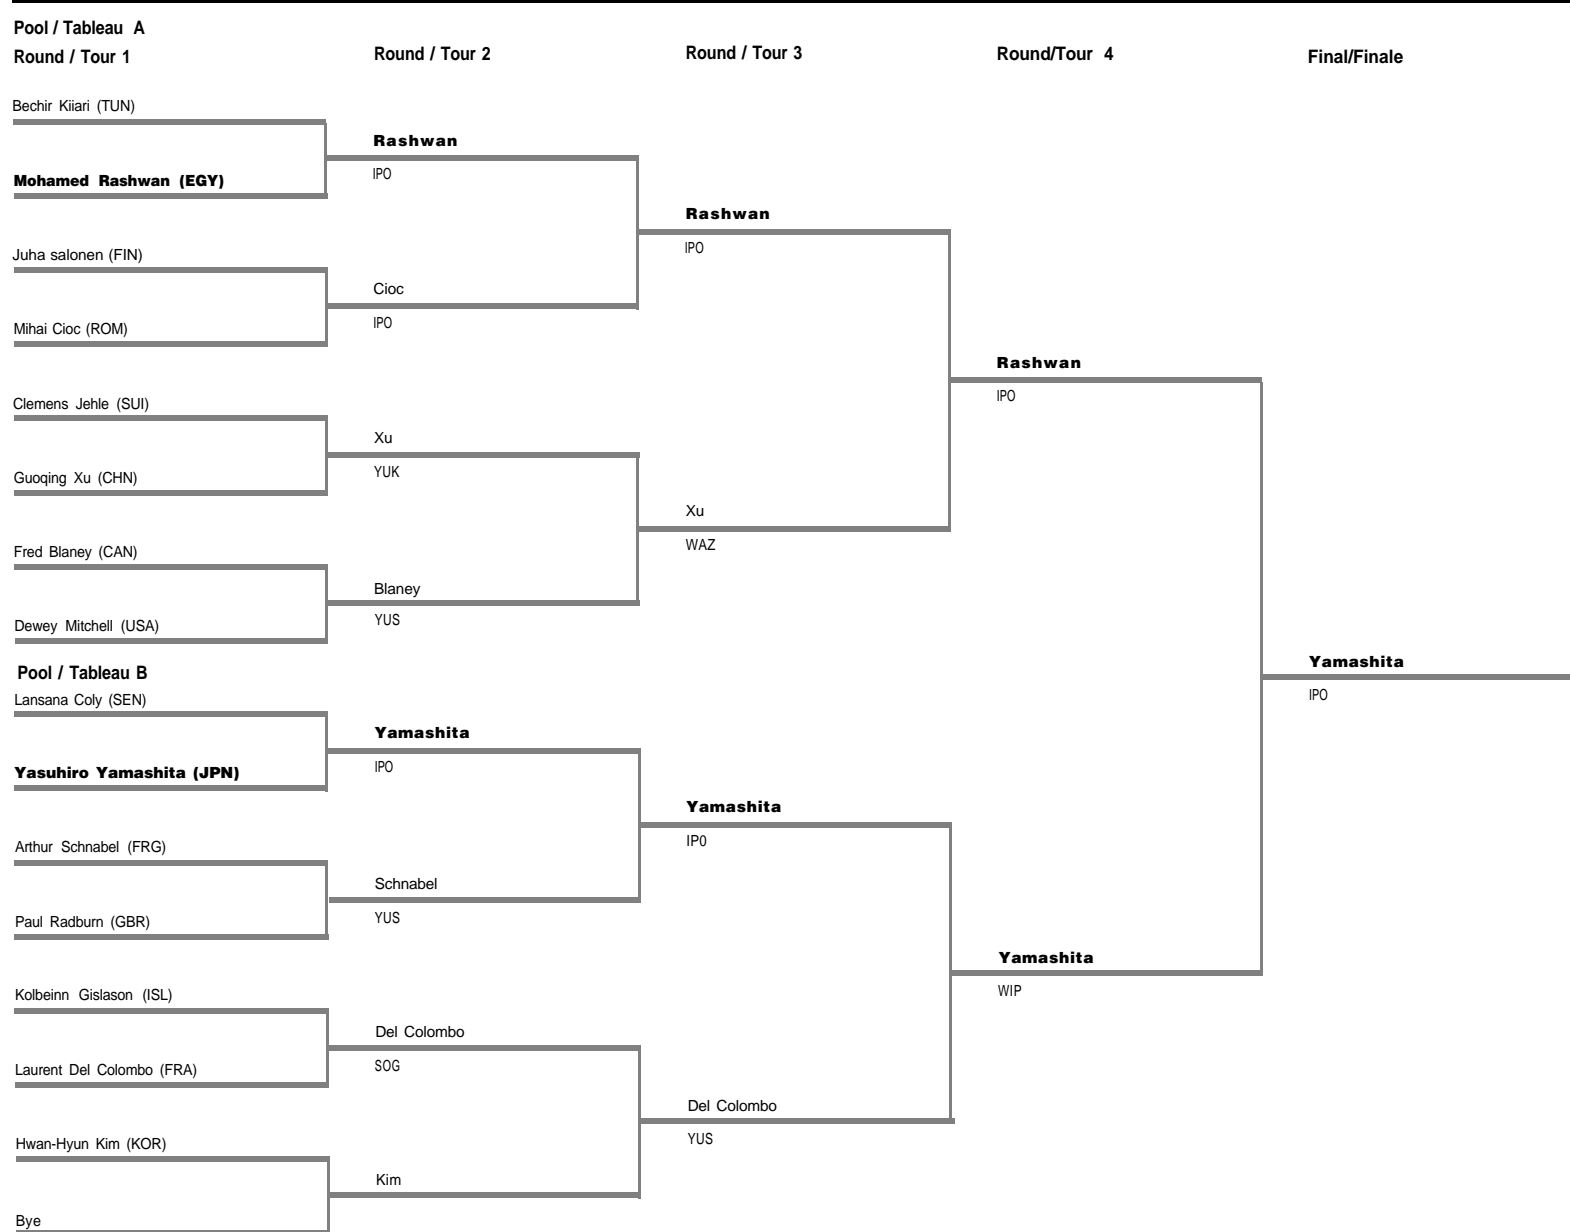 Pool / Tableau A
Round / Tour 1
Round / Tour 2
Round / Tour 3
Round/Tour 4
Final/Finale
Bechir Kiiari (TUN)
Mohamed Rashwan (EGY)
Juha salonen (FIN)
Mihai Cioc (ROM)
Clemens Jehle (SUI)
Guoqing Xu (CHN)
Fred Blaney (CAN)
Dewey Mitchell (USA)
Rashwan
IPO
Cioc
IPO
Xu
YUK
Blaney
YUS
Rashwan
IPO
Xu
WAZ
Rashwan
IPO
Pool / Tableau B
Lansana Coly (SEN)
Yasuhiro Yamashita (JPN)
Arthur Schnabel (FRG)
Paul Radburn (GBR)
Kolbeinn Gislason (ISL)
Laurent Del Colombo (FRA)
Hwan-Hyun Kim (KOR)
Bye
Yamashita
IPO
Schnabel
YUS
Del Colombo
SOG
Kim
Yamashita
IP0
Del Colombo
YUS
Yamashita
WIP
Yamashita
IPO